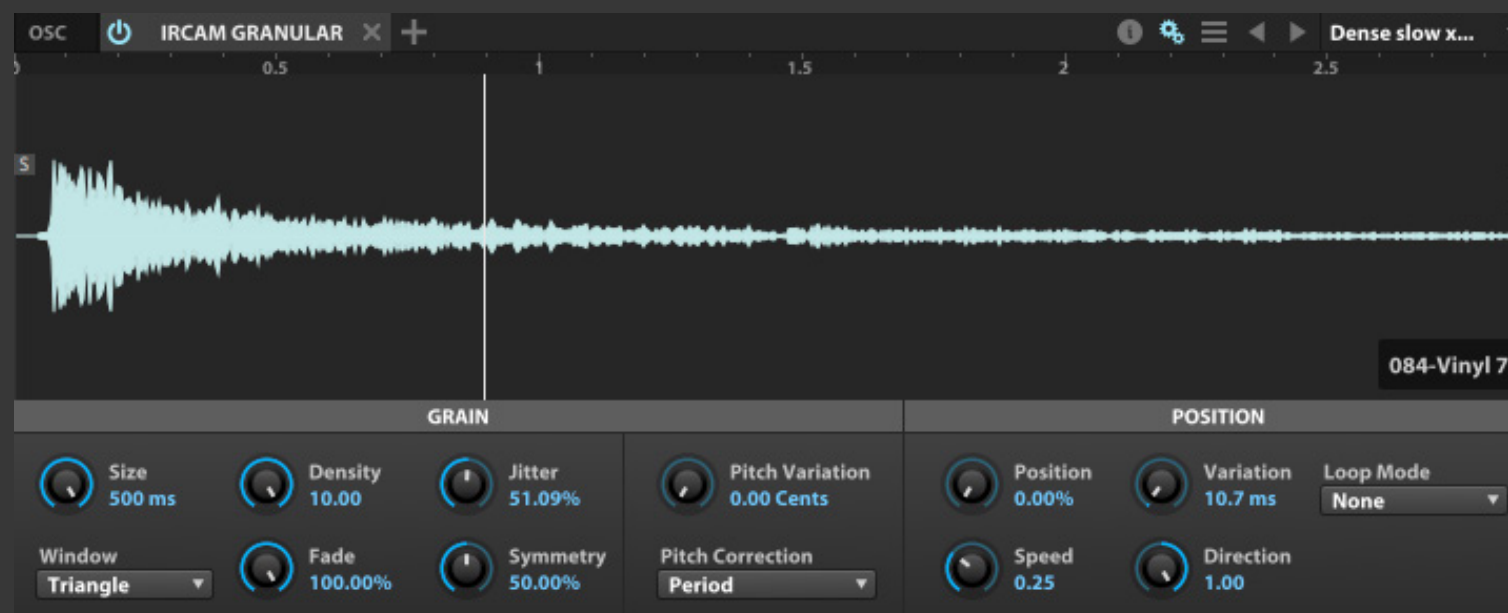 OSC IRCAM GRANULAR Dense slow x...
0 0.5 1 1.5 2 2.5
S
084-Vinyl 7
GRAIN POSITION
Size Density Jitter Pitch Variation Position Variation Loop Mode
500 ms 10.00 51.09% 0.00 Cents 0.00% 10.7 ms None
Window Fade Symmetry Pitch Correction Speed Direction
Triangle 100.00% 50.00% Period 0.25 1.00